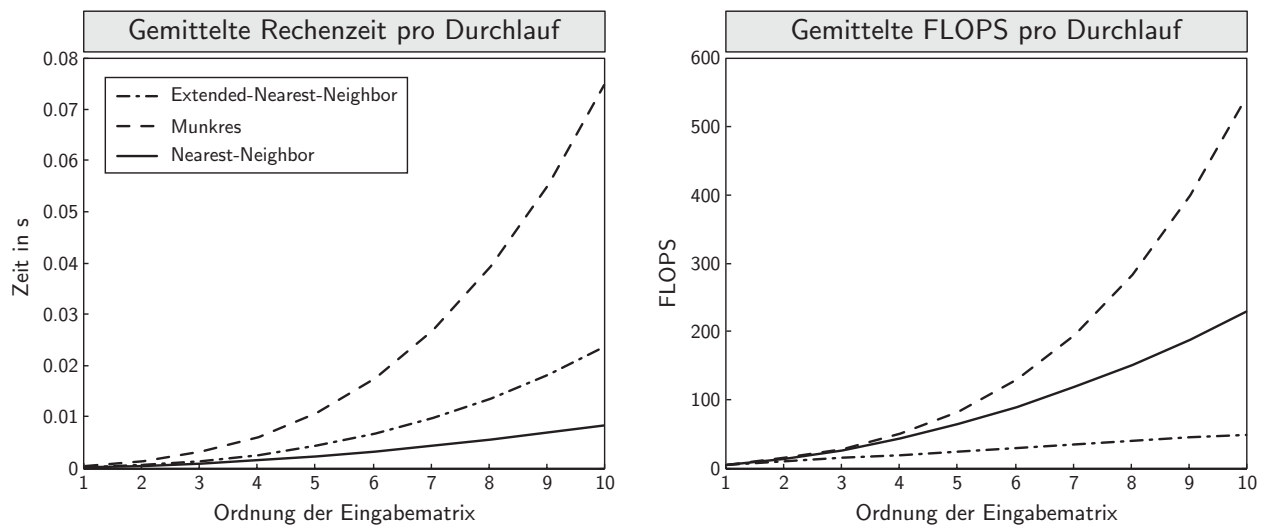 Gemittelte Rechenzeit pro Durchlauf
0.08
0.07
0.06
0.05
0.04
0.03
0.02
0.01
0
Zeit in s
Extended-Nearest-Neighbor
Munkres
Nearest-Neighbor
1 2 3 4 5 6 7 8 9 10
Ordnung der Eingabematrix
Gemittelte FLOPS pro Durchlauf
600
500
400
300
200
100
0
FLOPS
1 2 3 4 5 6 7 8 9 10
Ordnung der Eingabematrix